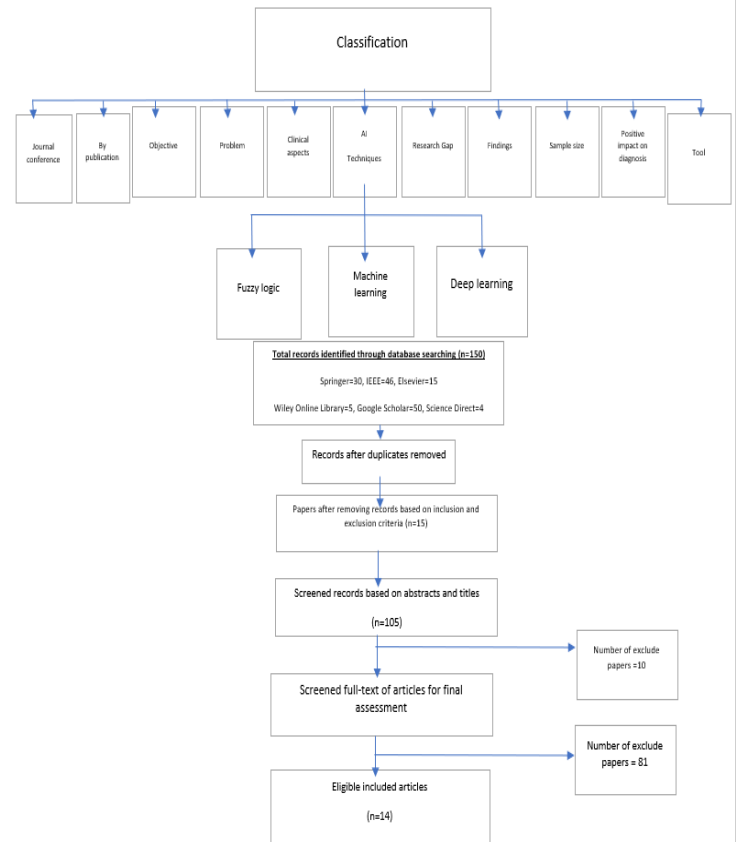 Classification
Journal
conference
By
publication
Objective
Problem
Clinical
aspects
AI
Techniques
Research Gap
Findings
Sample size
Positive
impact on
diagnosis
Tool
Fuzzy logic
Machine
learning
Deep learning
Total records identified through database searching (n=150)
Springer=30, IEEE=46, Elsevier=15
Wiley Online Library=5, Google Scholar=50, Science Direct=4
Records after duplicates removed
Papers after removing records based on inclusion and
exclusion criteria (n=15)
Screened records based on abstracts and titles
(n=105)
Number of exclude
papers =10
Screened full-text of articles for final
assessment
Number of exclude
papers = 81
Eligible included articles
(n=14)